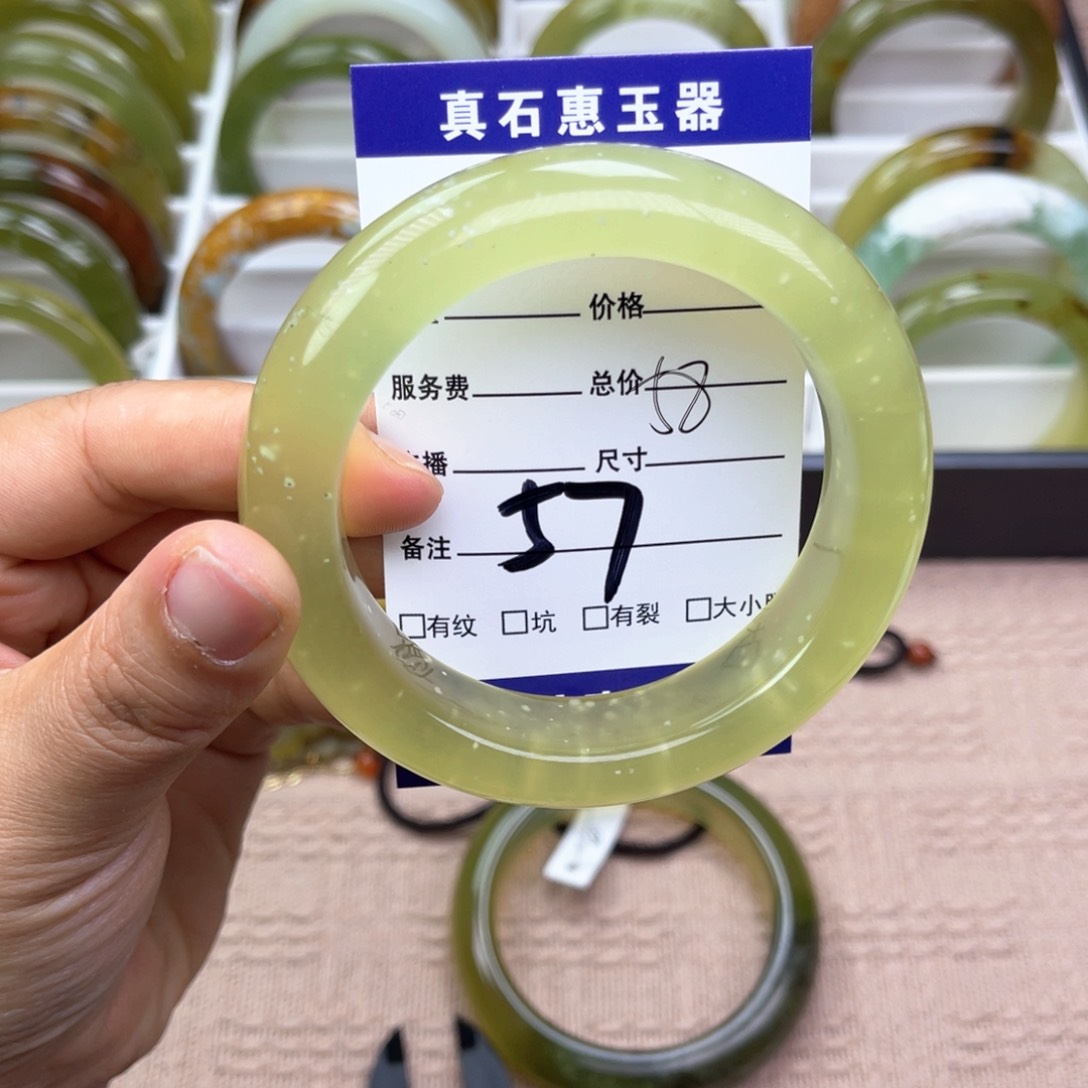 真石惠玉器
价格
服务费 总价 58
播 尺寸
57
备注
□有纹 □坑 □有裂 □大小